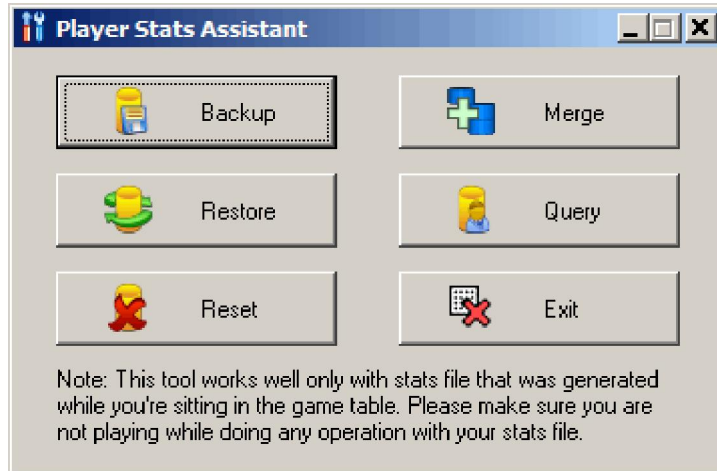 Player Stats Assistant
Backup
Merge
Restore
Query
Reset
Exit
Note: This tool works well only with stats file that was generated
while you're sitting in the game table. Please make sure you are
not playing while doing any operation with your stats file.